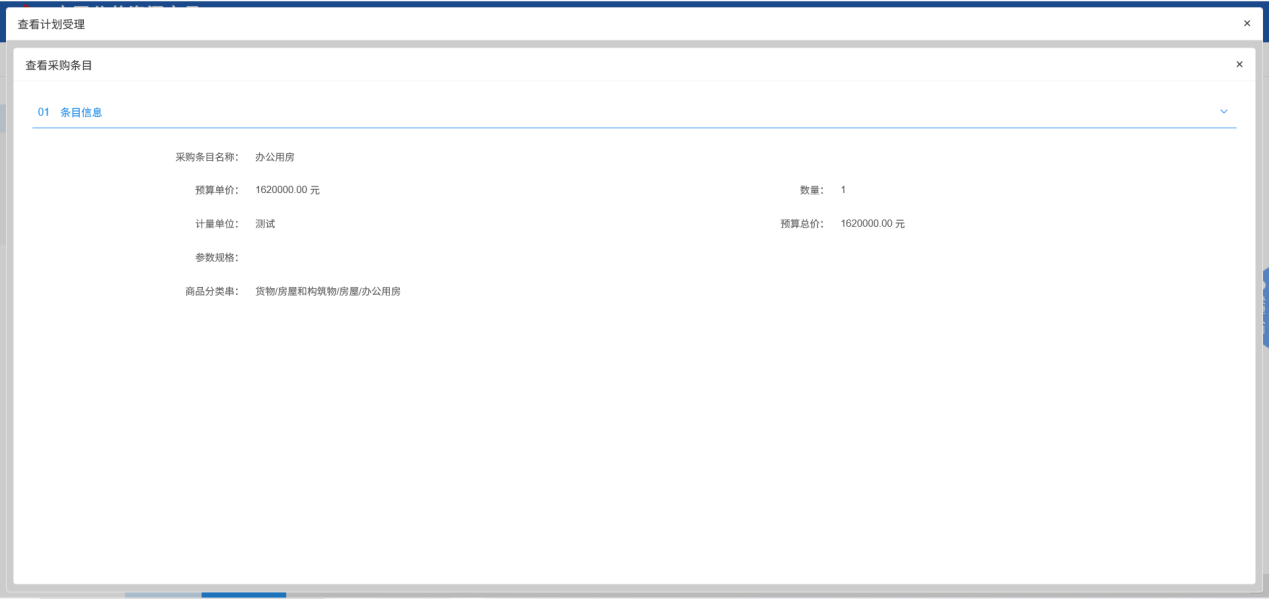 查看计划受理 ×
查看采购条目 ×
01 条目信息
采购条目名称： 办公用房
预算单价： 1620000.00 元 数量： 1
计量单位： 测试 预算总价： 1620000.00 元
参数规格：
商品分类串： 货物/房屋和构筑物/房屋/办公用房